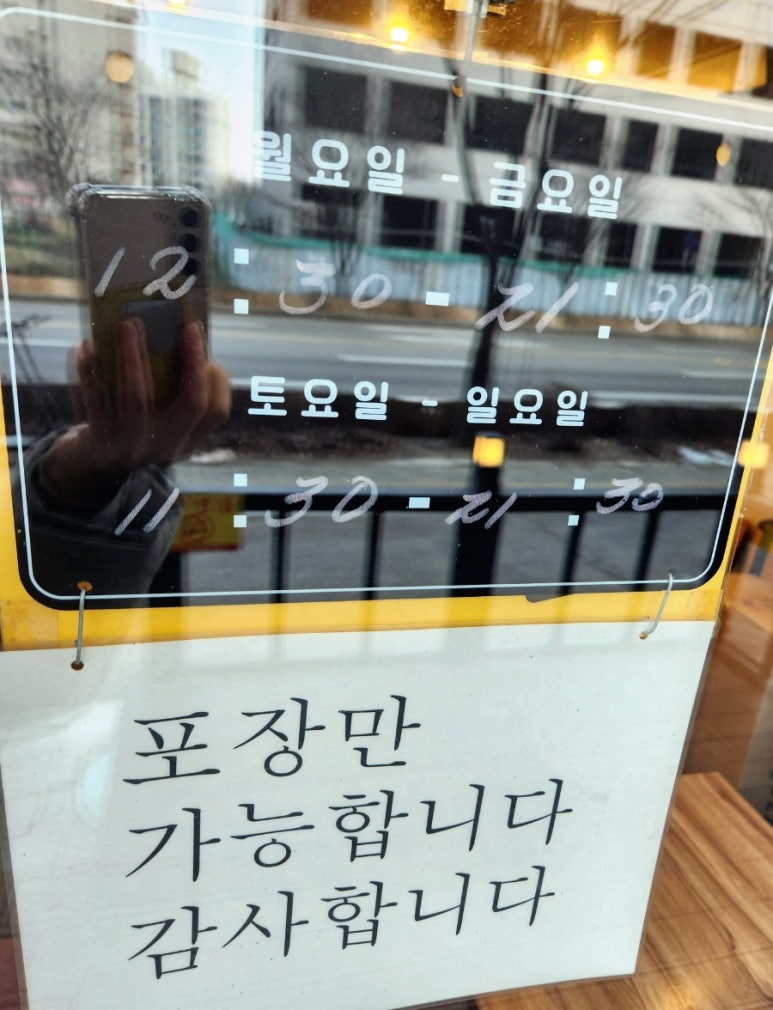 월요일 - 금요일
12 : 30 - 21 : 30
토요일 - 일요일
11 : 30 - 21 : 30
포장만
가능합니다
감사합니다